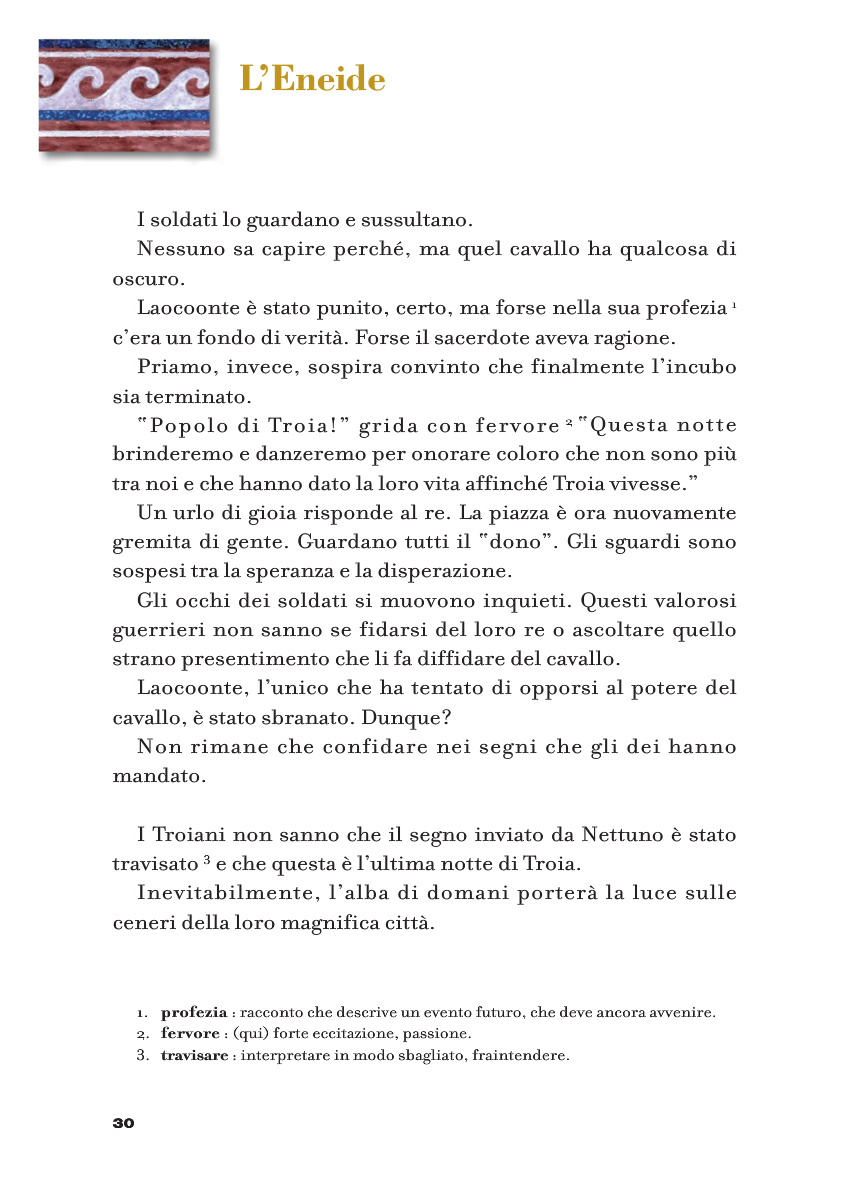 L’Eneide
I soldati lo guardano e sussultano.
Nessuno sa capire perché, ma quel cavallo ha qualcosa di
oscuro.
Laocoonte è stato punito, certo, ma forse nella sua profezia 1
c’era un fondo di verità. Forse il sacerdote aveva ragione.
Priamo, invece, sospira convinto che finalmente l’incubo
sia terminato.
“Popolo di Troia!” grida con fervore 2 “Questa notte
brinderemo e danzeremo per onorare coloro che non sono più
tra noi e che hanno dato la loro vita affinché Troia vivesse.”
Un urlo di gioia risponde al re. La piazza è ora nuovamente
gremita di gente. Guardano tutti il “dono”. Gli sguardi sono
sospesi tra la speranza e la disperazione.
Gli occhi dei soldati si muovono inquieti. Questi valorosi
guerrieri non sanno se fidarsi del loro re o ascoltare quello
strano presentimento che li fa diffidare del cavallo.
Laocoonte, l’unico che ha tentato di opporsi al potere del
cavallo, è stato sbranato. Dunque?
Non rimane che confidare nei segni che gli dei hanno
mandato.
I Troiani non sanno che il segno inviato da Nettuno è stato
travisato 3 e che questa è l’ultima notte di Troia.
Inevitabilmente, l’alba di domani porterà la luce sulle
ceneri della loro magnifica città.
1. profezia : racconto che descrive un evento futuro, che deve ancora avvenire.
2. fervore : (qui) forte eccitazione, passione.
3. travisare : interpretare in modo sbagliato, fraintendere.
30